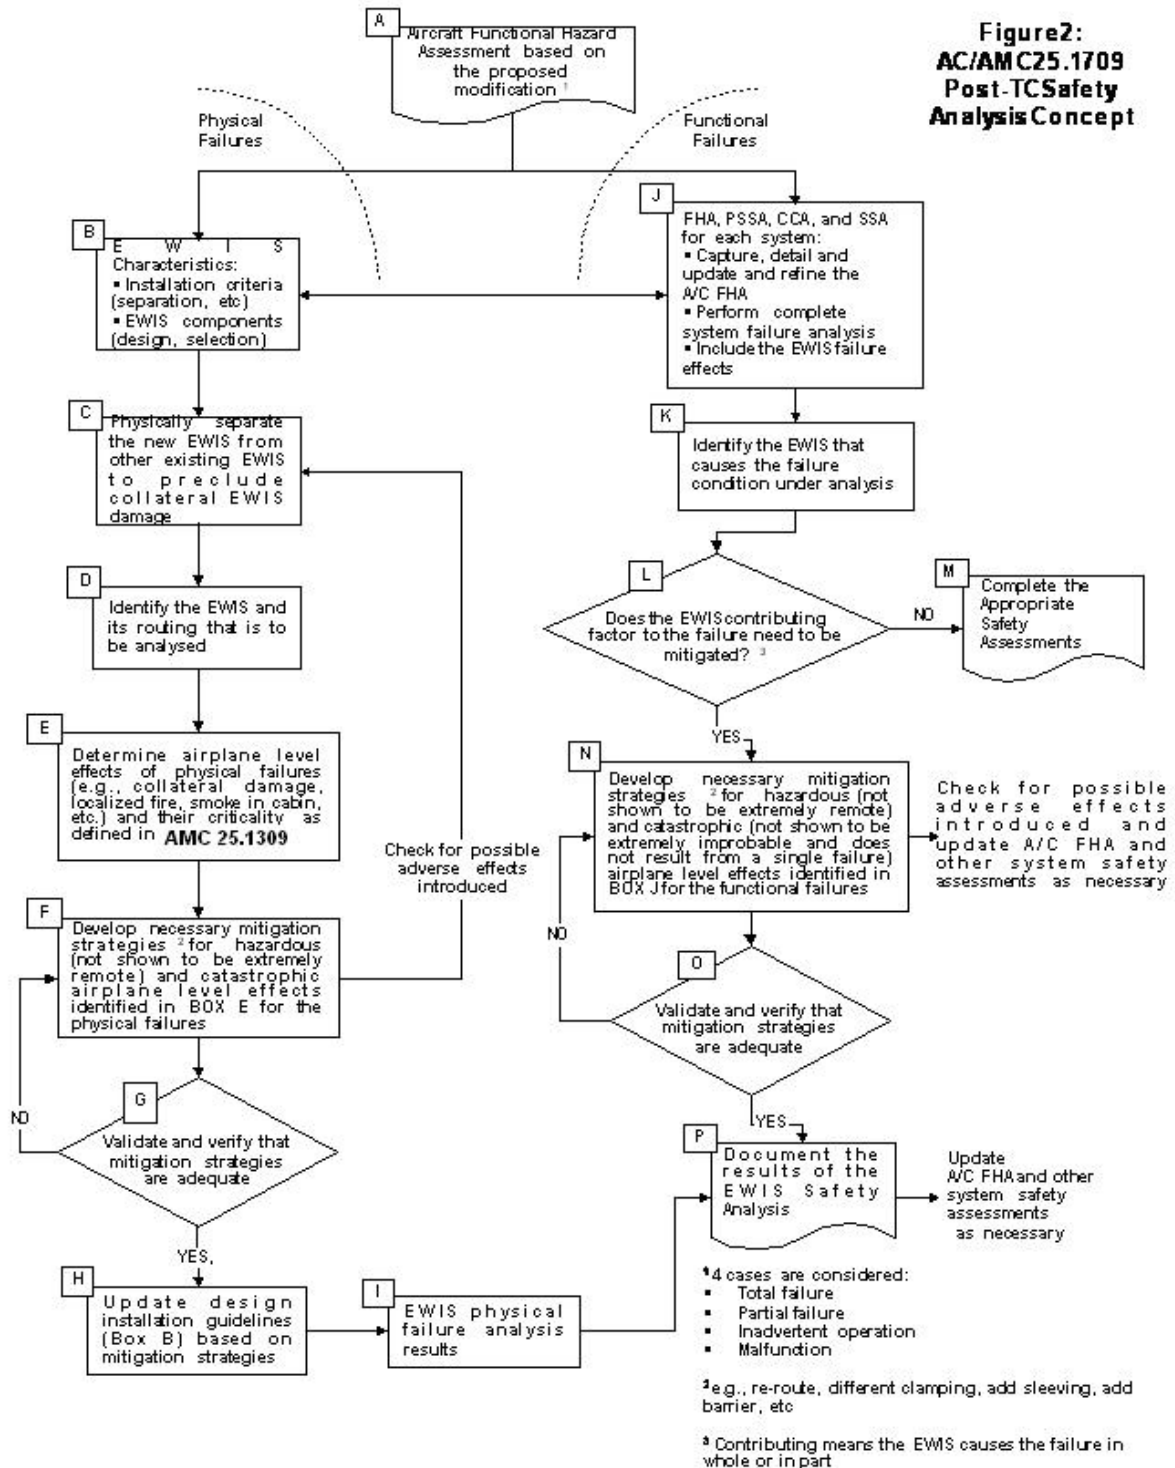 Figure2:
AC/AMC25.1709
Post-TCSafety
AnalysisConcept
A
Aircraft Functional Hazard
Assessment based on
the proposed
modification 1
Physical
Failures
Functional
Failures
B
E W I S
Characteristics:
▪ Installation criteria
(separation, etc)
▪ EWIS components
(design, selection)
J
FHA, PSSA, CCA, and SSA
for each system:
▪ Capture, detail and
update and refine the
A/C FHA
▪ Perform complete
system failure analysis
▪ Include the EWIS failure
effects
C
Physically separate
the new EWIS from
other existing EWIS
to preclude
collateral EWIS
damage
K
Identify the EWIS that
causes the failure
condition under analysis
D
Identify the EWIS and
its routing that is to
be analysed
L
Does the EWIS contributing
factor to the failure need to be
mitigated? 3
NO
M
Complete the
Appropriate
Safety
Assessments
YES
E
Determine airplane level
effects of physical failures
(e.g., collateral damage,
localized fire, smoke in cabin,
etc.) and their criticality as
defined in AMC 25.1309
Check for possible
adverse effects
introduced
N
Develop necessary mitigation
strategies 2 for hazardous (not
shown to be extremely remote)
and catastrophic (not shown to be
extremely improbable and does
not result from a single failure)
airplane level effects identified in
BOX J for the functional failures
Check for possible
adverse effects
introduced and
update A/C FHA and
other system safety
assessments as necessary
F
Develop necessary mitigation
strategies 2 for hazardous
(not shown to be extremely
remote) and catastrophic
airplane level effects
identified in BOX E for the
physical failures
NO
O
Validate and verify that
mitigation strategies
are adequate
NO
G
Validate and verify that
mitigation strategies
are adequate
YES
P
Document the
results of the
EWIS Safety
Analysis
Update
A/C FHA and other
system safety
assessments
as necessary
YES,
H
Update design
installation guidelines
(Box B) based on
mitigation strategies
I
EWIS physical
failure analysis
results
1 4 cases are considered:
▪ Total failure
▪ Partial failure
▪ Inadvertent operation
▪ Malfunction
2 e.g., re-route, different clamping, add sleeving, add
barrier, etc
3 Contributing means the EWIS causes the failure in
whole or in part